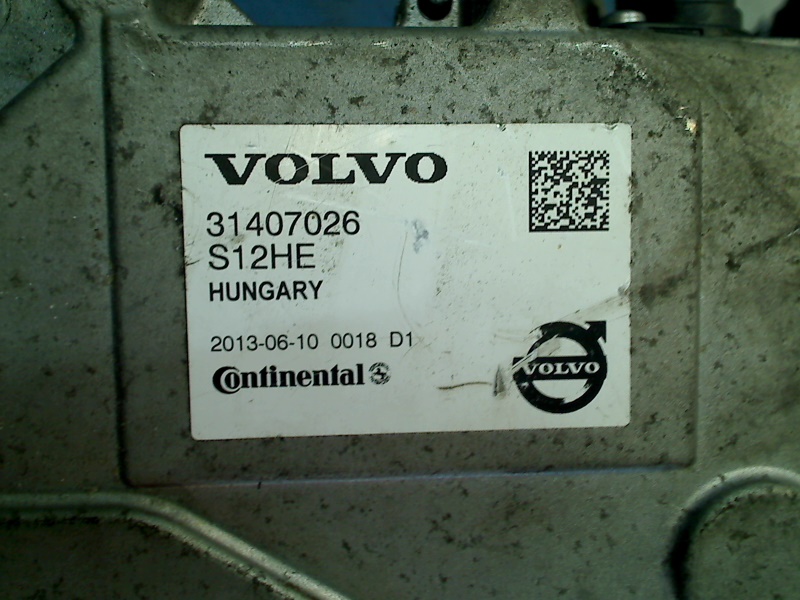 VOLVO
31407026
S12HE
HUNGARY
2013-06-10 0018 D1
Continental
VOLVO